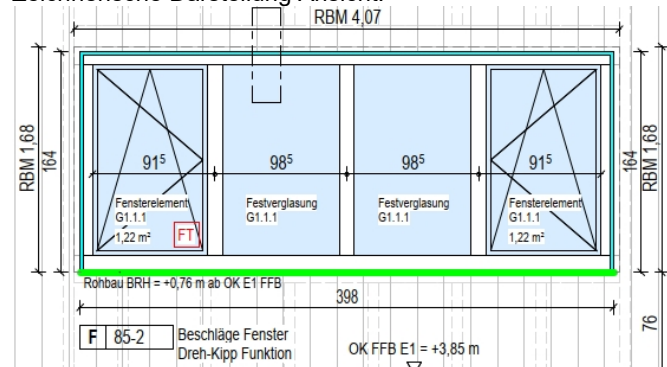 Zeichnerische Darstellung Ansicht:
RBM 4,07
RBM 1,68
164
91⁵
98⁵
98⁵
91⁵
164
RBM 1,68
Fensterelement
G1.1.1
1,22 m²
FT
Festverglasung
G1.1.1
Festverglasung
G1.1.1
Fensterelement
G1.1.1
1,22 m²
Rohbau BRH = +0,76 m ab OK E1 FFB
398
76
F 85-2
Beschläge Fenster
Dreh-Kipp Funktion
OK FFB E1 = +3,85 m